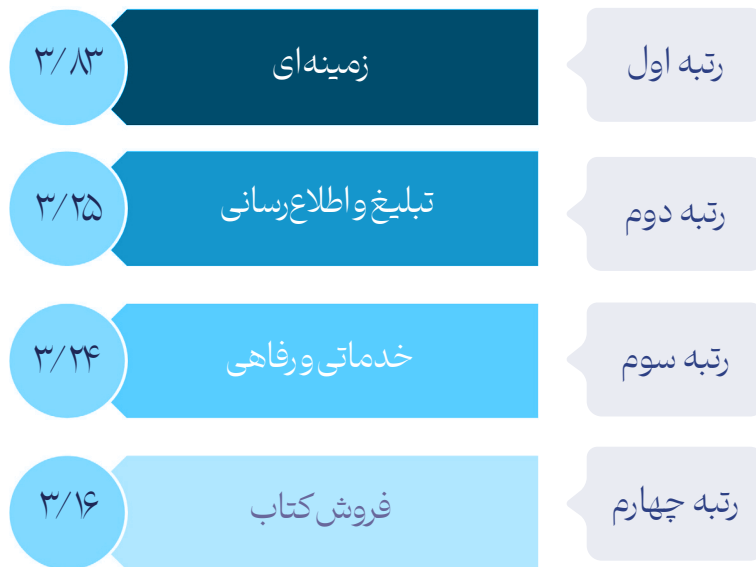 رتبه اول
زمینه‌ای
۳/۸۳
رتبه دوم
تبلیغ و اطلاع‌رسانی
۳/۲۵
رتبه سوم
خدماتی و رفاهی
۳/۲۴
رتبه چهارم
فروش کتاب
۳/۱۶